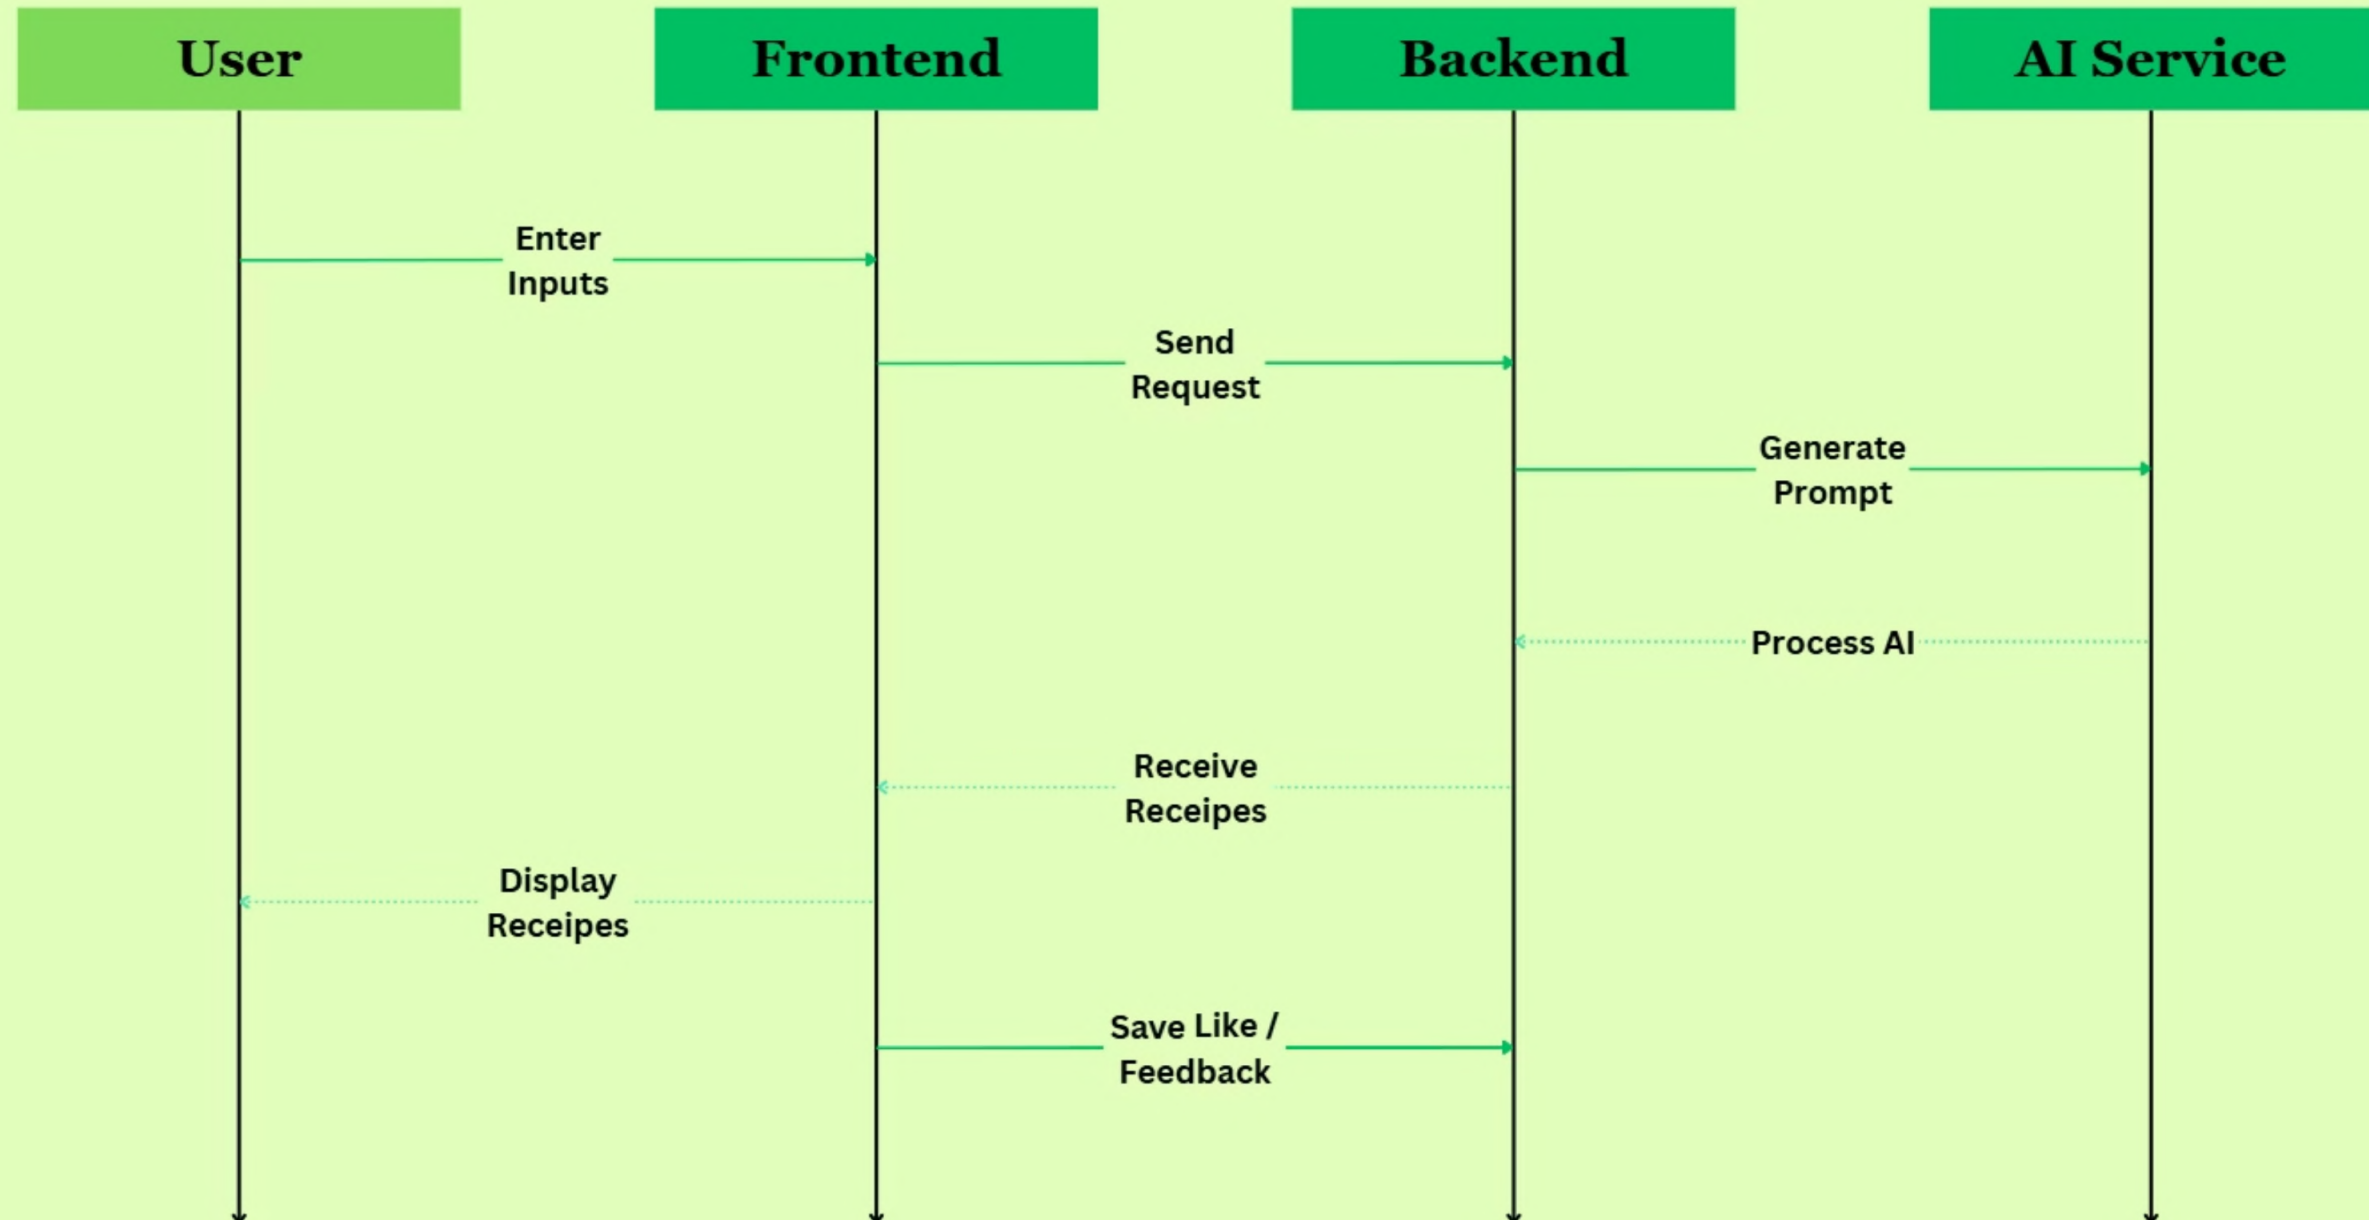 User
Frontend
Backend
AI Service
Enter
Inputs
Send
Request
Generate
Prompt
Process AI
Receive
Receipes
Display
Receipes
Save Like /
Feedback